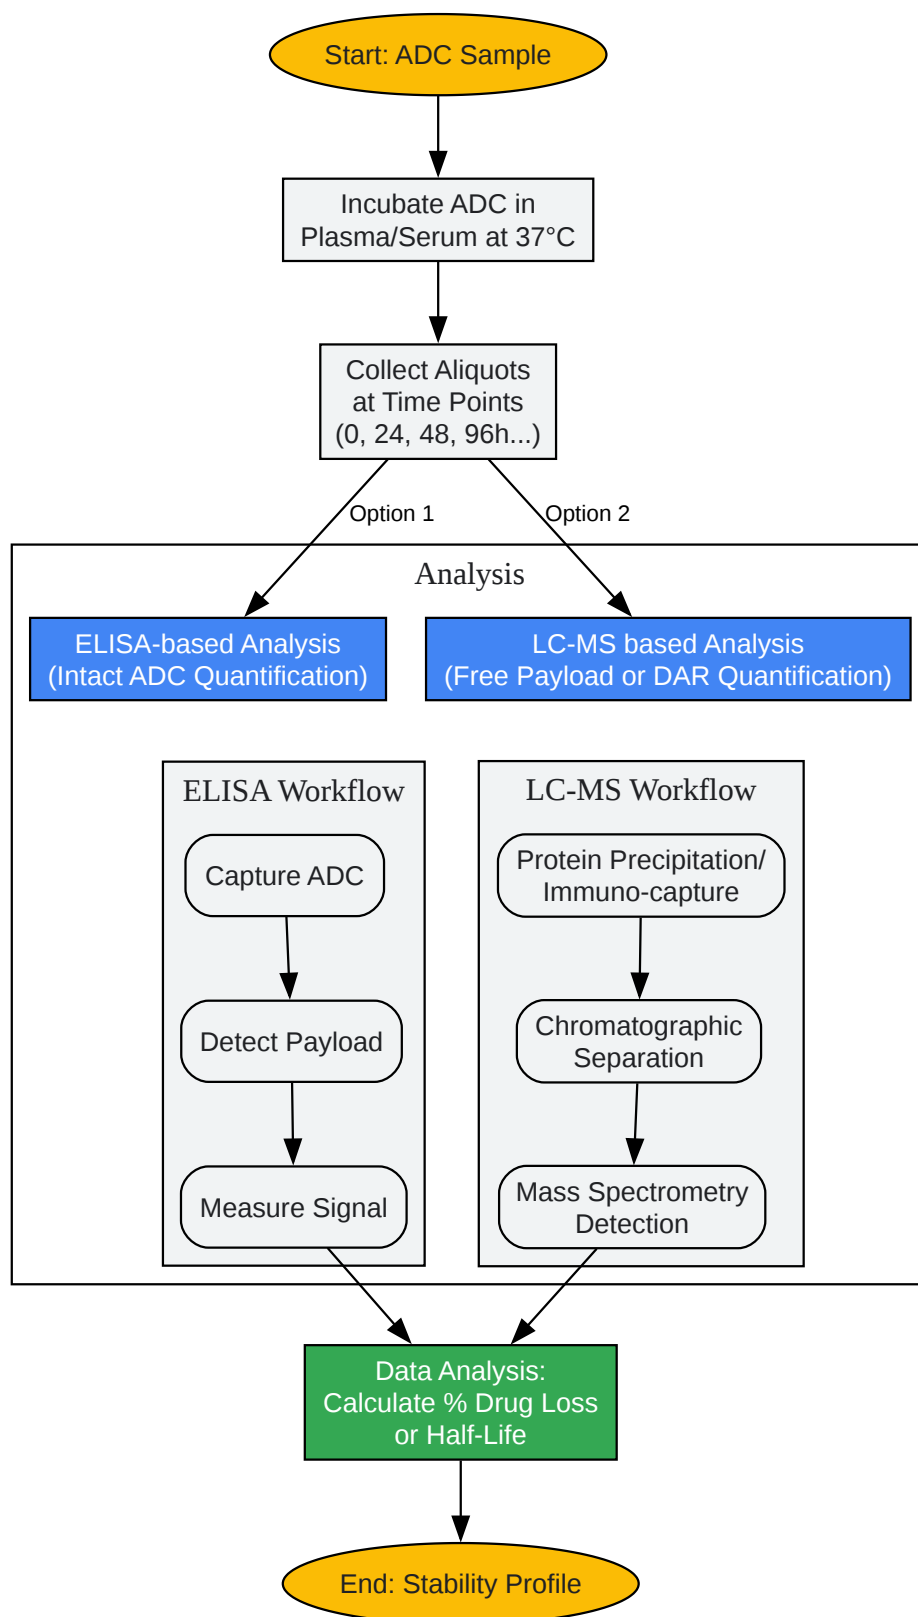 Start: ADC Sample
Incubate ADC in
Plasma/Serum at 37°C
Collect Aliquots
at Time Points
(0, 24, 48, 96h...)
Option 1
Option 2
Analysis
ELISA-based Analysis
(Intact ADC Quantification)
LC-MS based Analysis
(Free Payload or DAR Quantification)
ELISA Workflow
Capture ADC
Detect Payload
Measure Signal
LC-MS Workflow
Protein Precipitation/
Immuno-capture
Chromatographic
Separation
Mass Spectrometry
Detection
Data Analysis:
Calculate % Drug Loss
or Half-Life
End: Stability Profile